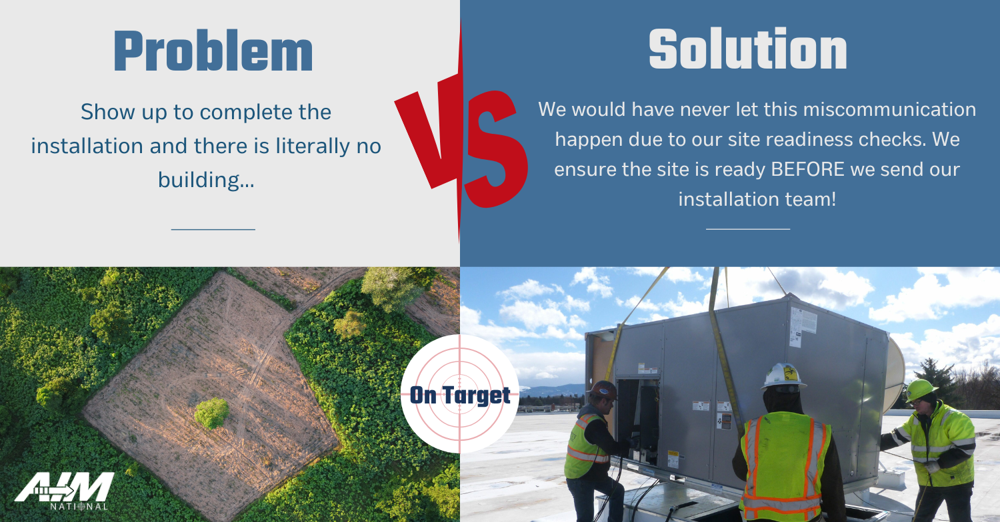 Problem
Show up to complete the
installation and there is literally no
building...
VS
Solution
We would have never let this miscommunication
happen due to our site readiness checks. We
ensure the site is ready BEFORE we send our
installation team!
On Target
AIM
NATIONAL